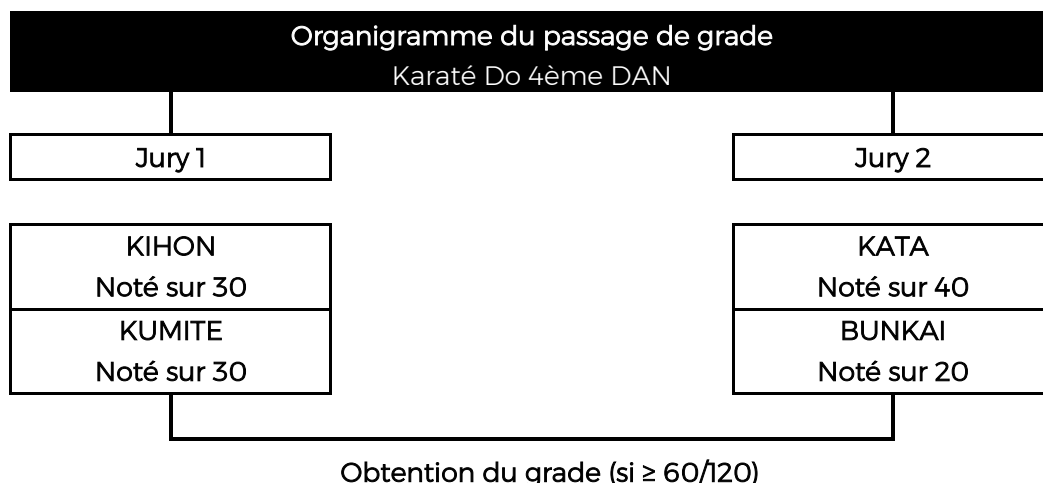 Organigramme du passage de grade
Karaté Do 4ème DAN
Jury 1
Jury 2
KIHON
Noté sur 30
KUMITE
Noté sur 30
KATA
Noté sur 40
BUNKAI
Noté sur 20
Obtention du grade (si ≥ 60/120)